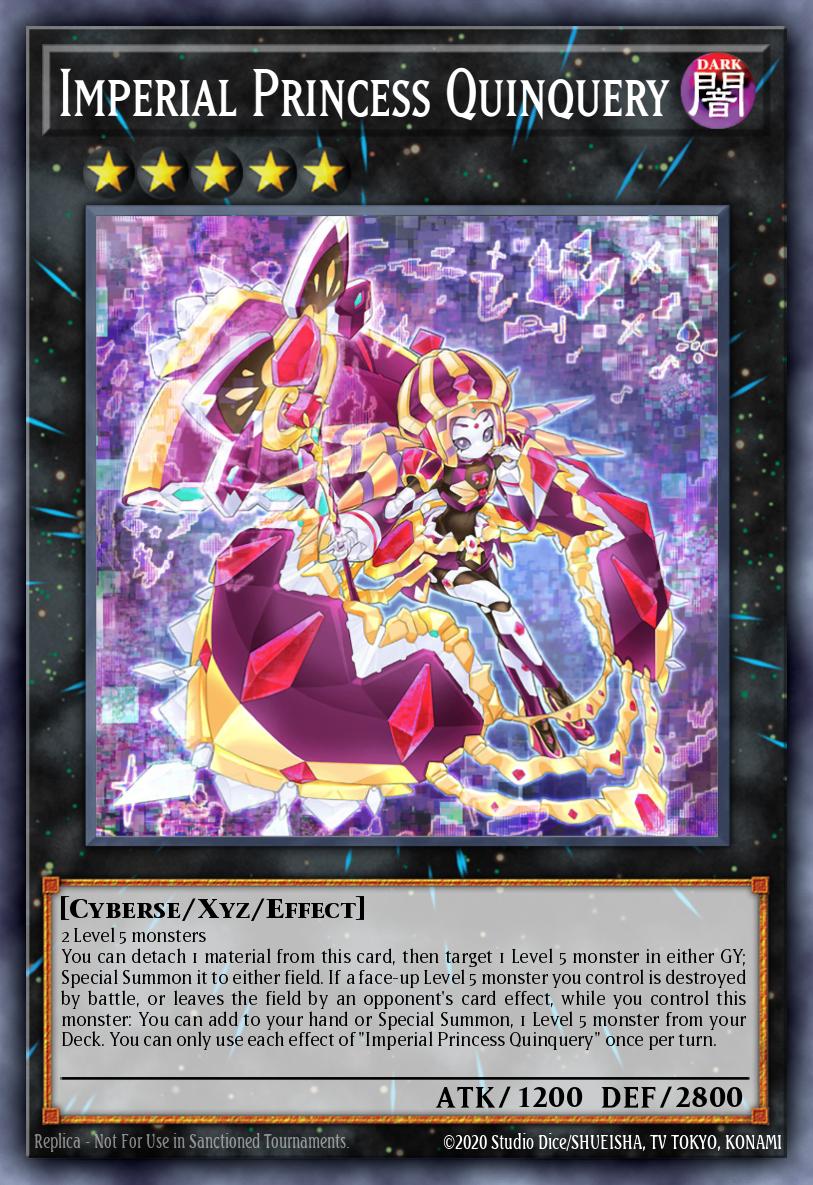 Imperial Princess Quinquery
DARK
闇
[Cyberse/Xyz/Effect]
2 Level 5 monsters
You can detach 1 material from this card, then target 1 Level 5 monster in either GY;
Special Summon it to either field. If a face-up Level 5 monster you control is destroyed
by battle, or leaves the field by an opponent's card effect, while you control this
monster: You can add to your hand or Special Summon, 1 Level 5 monster from your
Deck. You can only use each effect of "Imperial Princess Quinquery" once per turn.
ATK/1200 DEF/2800
Replica - Not For Use in Sanctioned Tournaments.
©2020 Studio Dice/SHUEISHA, TV TOKYO, KONAMI